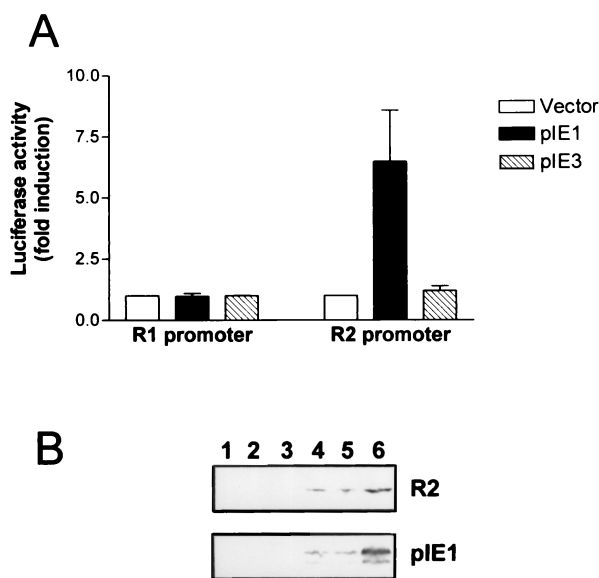 A
Luciferase activity
(fold induction)
10.0
7.5
5.0
2.5
0.0
R1 promoter
R2 promoter
Vector
pIE1
pIE3
B
1 2 3 4 5 6
R2
pIE1